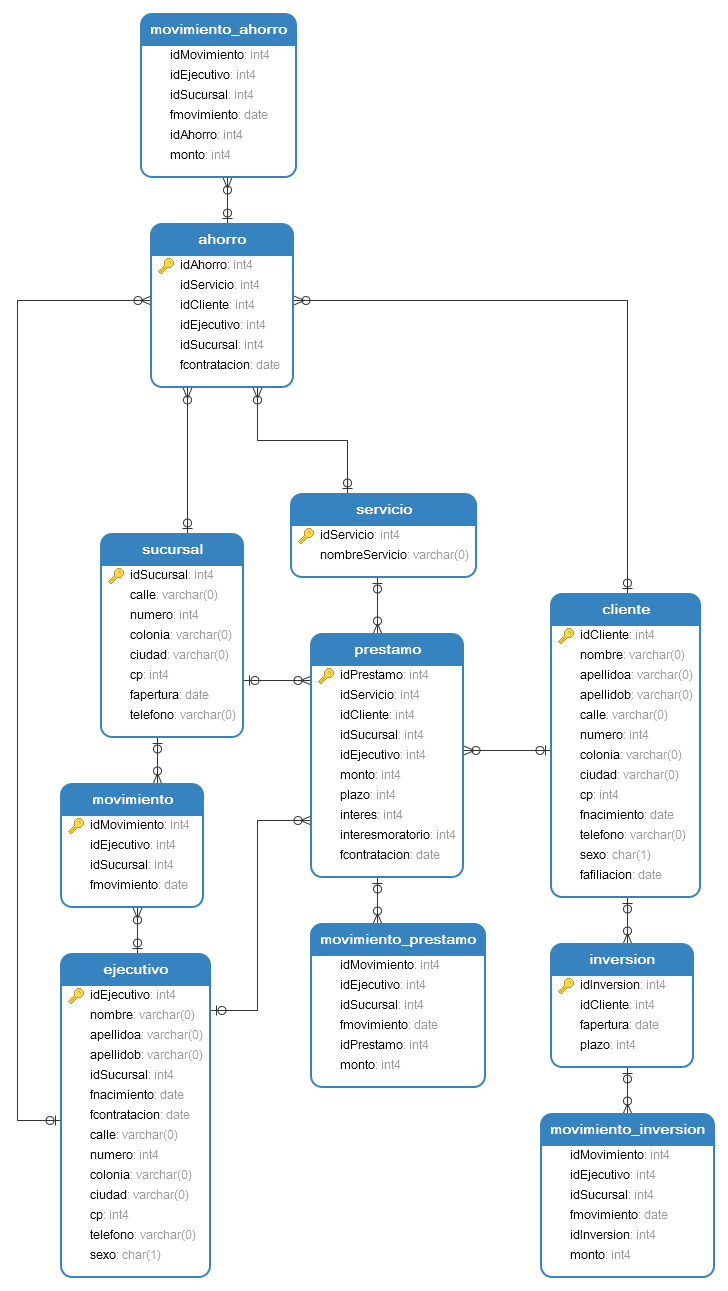 movimiento_ahorro
idMovimiento: int4
idEjecutivo: int4
idSucursal: int4
fmovimiento: date
idAhorro: int4
monto: int4
ahorro
idAhorro: int4
idServicio: int4
idCliente: int4
idEjecutivo: int4
idSucursal: int4
fcontratacion: date
servicio
idServicio: int4
nombreServicio: varchar(0)
sucursal
idSucursal: int4
calle: varchar(0)
numero: int4
colonia: varchar(0)
ciudad: varchar(0)
cp: int4
fapertura: date
telefono: varchar(0)
cliente
idCliente: int4
nombre: varchar(0)
apellidoa: varchar(0)
apellidob: varchar(0)
calle: varchar(0)
numero: int4
colonia: varchar(0)
ciudad: varchar(0)
cp: int4
fnacimiento: date
telefono: varchar(0)
sexo: char(1)
fafiliacion: date
prestamo
idPrestamo: int4
idServicio: int4
idCliente: int4
idSucursal: int4
idEjecutivo: int4
monto: int4
plazo: int4
interes: int4
interesmoratorio: int4
fcontratacion: date
movimiento
idMovimiento: int4
idEjecutivo: int4
idSucursal: int4
fmovimiento: date
movimiento_prestamo
idMovimiento: int4
idEjecutivo: int4
idSucursal: int4
fmovimiento: date
idPrestamo: int4
monto: int4
inversion
idInversion: int4
idCliente: int4
fapertura: date
plazo: int4
ejecutivo
idEjecutivo: int4
nombre: varchar(0)
apellidoa: varchar(0)
apellidob: varchar(0)
idSucursal: int4
fnacimiento: date
fcontratacion: date
calle: varchar(0)
numero: int4
colonia: varchar(0)
ciudad: varchar(0)
cp: int4
telefono: varchar(0)
sexo: char(1)
movimiento_inversion
idMovimiento: int4
idEjecutivo: int4
idSucursal: int4
fmovimiento: date
idInversion: int4
monto: int4